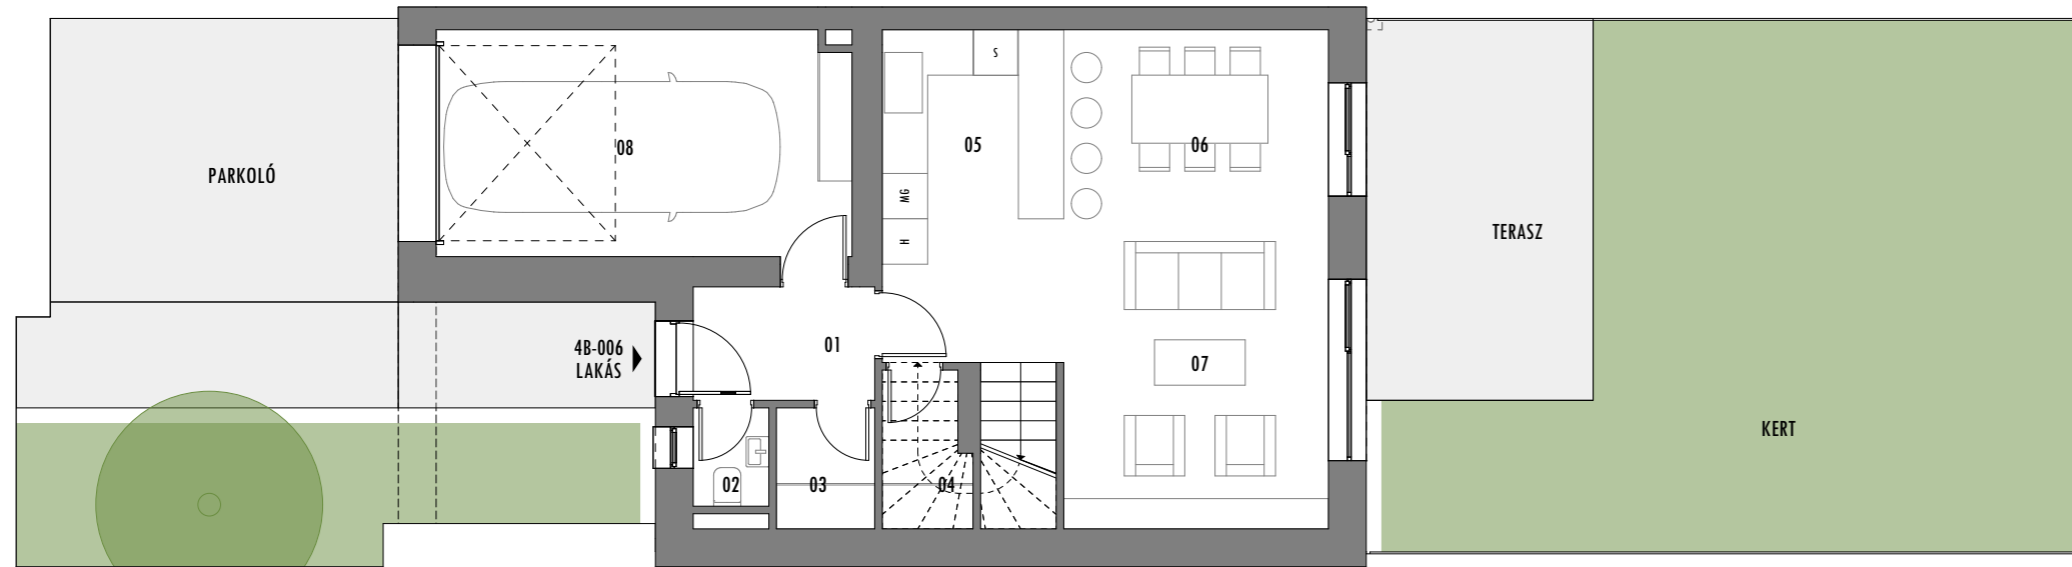 S
08
05
06
PARKOLÓ
MG
TERASZ
H
4B-006
LAKÁS
01
07
KERT
02
03
04